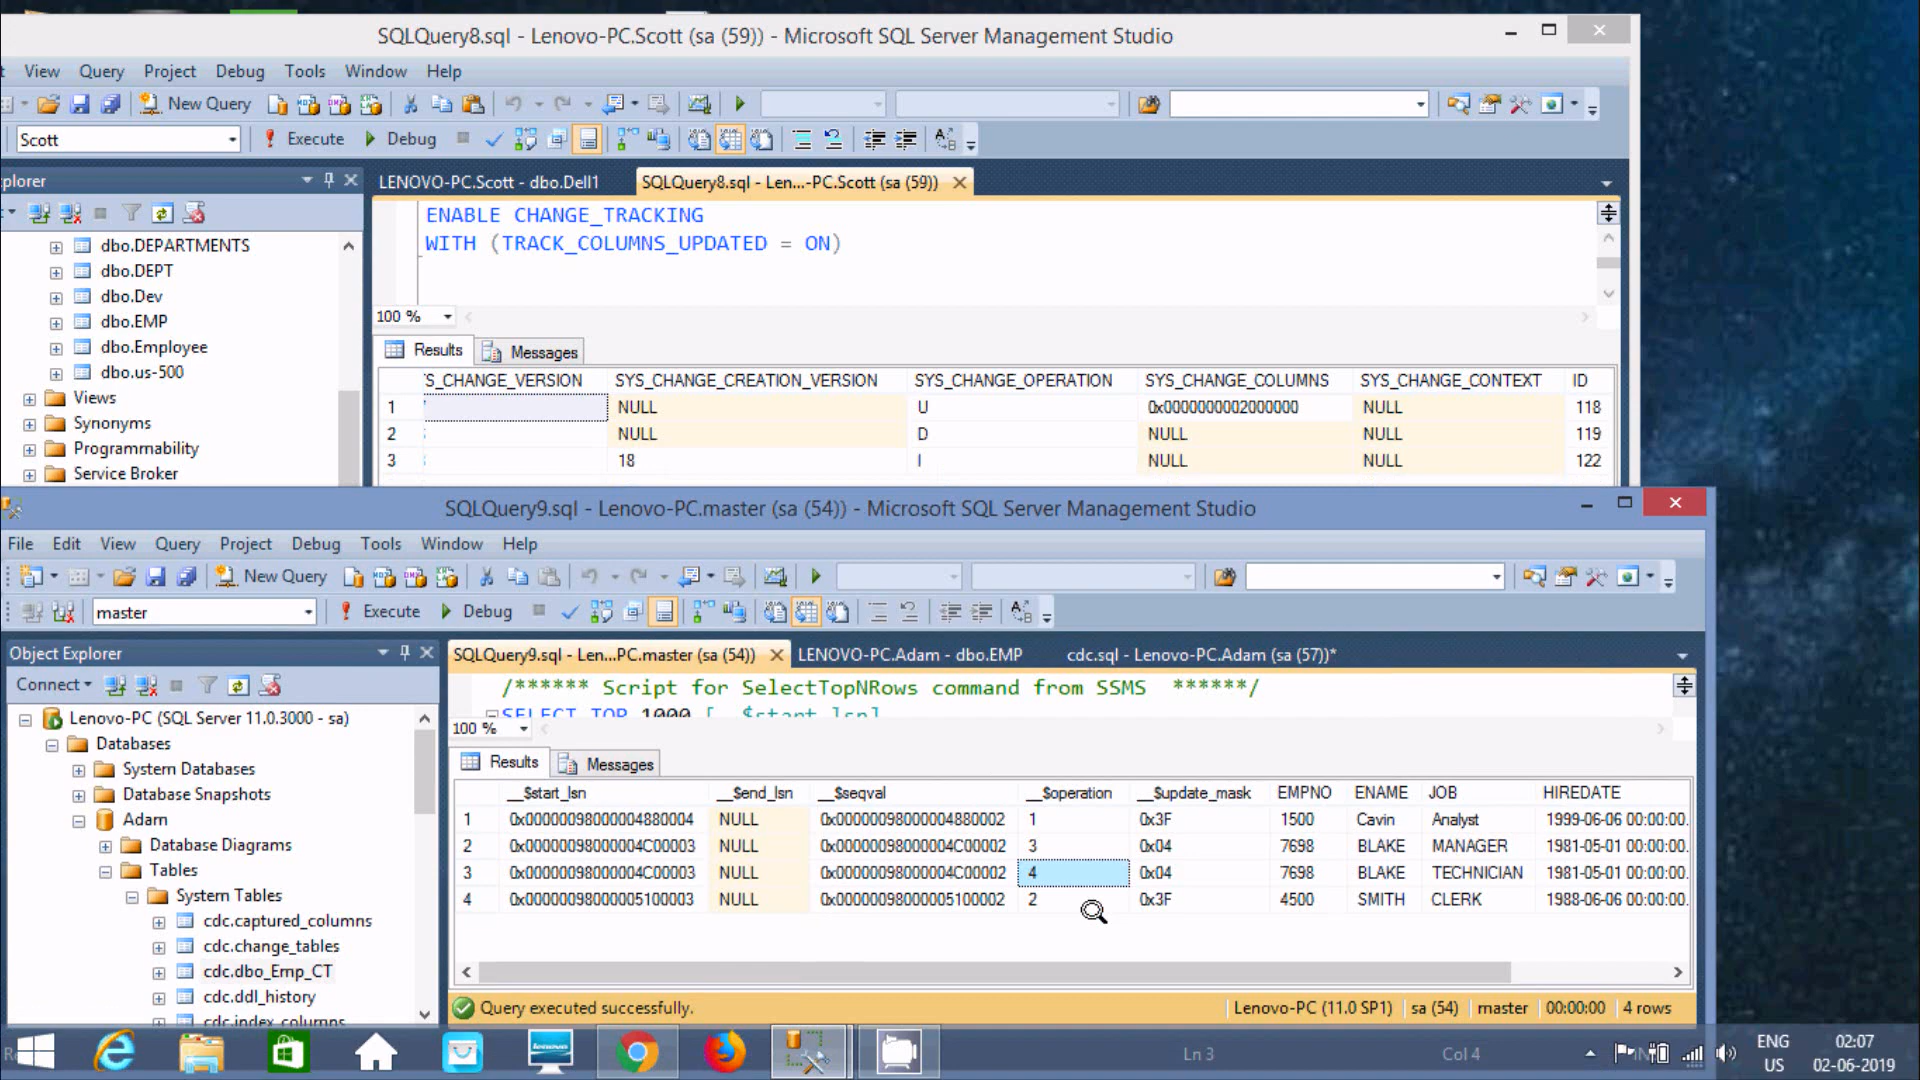 SQLQuery8.sql - Lenovo-PC.Scott (sa (59)) - Microsoft SQL Server Management Studio
View Query Project Debug Tools Window Help
New Query
Scott Execute Debug
plorer
LENOVO-PC.Scott - dbo.Dell1 SQLQuery8.sql - Len...-PC.Scott (sa (59))
ENABLE CHANGE_TRACKING
WITH (TRACK_COLUMNS_UPDATED = ON)
dbo.DEPARTMENTS
dbo.DEPT
dbo.Dev
dbo.EMP
dbo.Employee
dbo.us-500
Views
Synonyms
Programmability
Service Broker
100 %
Results Messages
S_CHANGE_VERSION SYS_CHANGE_CREATION_VERSION SYS_CHANGE_OPERATION SYS_CHANGE_COLUMNS SYS_CHANGE_CONTEXT ID
1 NULL U 0x0000000002000000 NULL 118
2 NULL D NULL NULL 119
3 18 I NULL NULL 122
SQLQuery9.sql - Lenovo-PC.master (sa (54)) - Microsoft SQL Server Management Studio
File Edit View Query Project Debug Tools Window Help
New Query
master Execute Debug
Object Explorer
Connect
Lenovo-PC (SQL Server 11.0.3000 - sa)
Databases
System Databases
Database Snapshots
Adam
Database Diagrams
Tables
System Tables
cdc.captured_columns
cdc.change_tables
cdc.dbo_Emp_CT
cdc.ddl_history
cdc.index_columns
SQLQuery9.sql - Len...PC.master (sa (54)) LENOVO-PC.Adam - dbo.EMP cdc.sql - Lenovo-PC.Adam (sa (57))*
/****** Script for SelectTopNRows command from SSMS ******/
SELECT TOP 1000 [__$start_lsn]
100 %
Results Messages
__$start_lsn __$end_lsn __$seqval __$operation __$update_mask EMPNO ENAME JOB HIREDATE
1 0x00000098000004880004 NULL 0x00000098000004880002 1 0x3F 1500 Cavin Analyst 1999-06-06 00:00:00.
2 0x00000098000004C00003 NULL 0x00000098000004C00002 3 0x04 7698 BLAKE MANAGER 1981-05-01 00:00:00.
3 0x00000098000004C00003 NULL 0x00000098000004C00002 4 0x04 7698 BLAKE TECHNICIAN 1981-05-01 00:00:00.
4 0x00000098000005100003 NULL 0x00000098000005100002 2 0x3F 4500 SMITH CLERK 1988-06-06 00:00:00.
Query executed successfully. Lenovo-PC (11.0 SP1) sa (54) master 00:00:00 4 rows
Ln 3 Col 4
ENG
US
02:07
02-06-2019